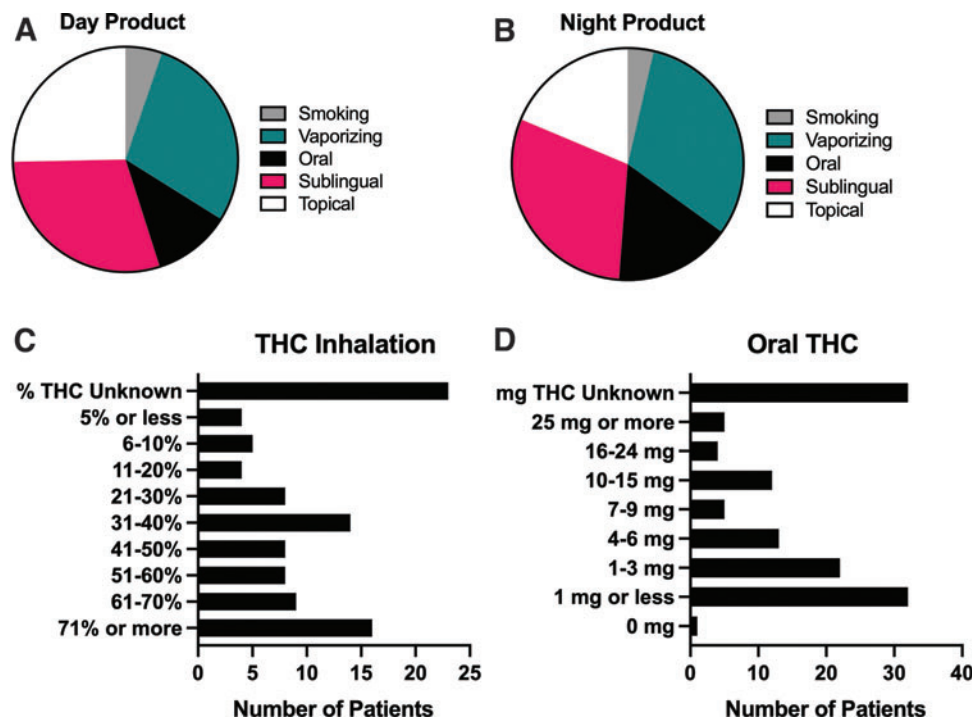 A
Day Product
Smoking
Vaporizing
Oral
Sublingual
Topical
B
Night Product
Smoking
Vaporizing
Oral
Sublingual
Topical
C
THC Inhalation
% THC Unknown
5% or less
6-10%
11-20%
21-30%
31-40%
41-50%
51-60%
61-70%
71% or more
0 5 10 15 20 25
Number of Patients
D
Oral THC
mg THC Unknown
25 mg or more
16-24 mg
10-15 mg
7-9 mg
4-6 mg
1-3 mg
1 mg or less
0 mg
0 10 20 30 40
Number of Patients